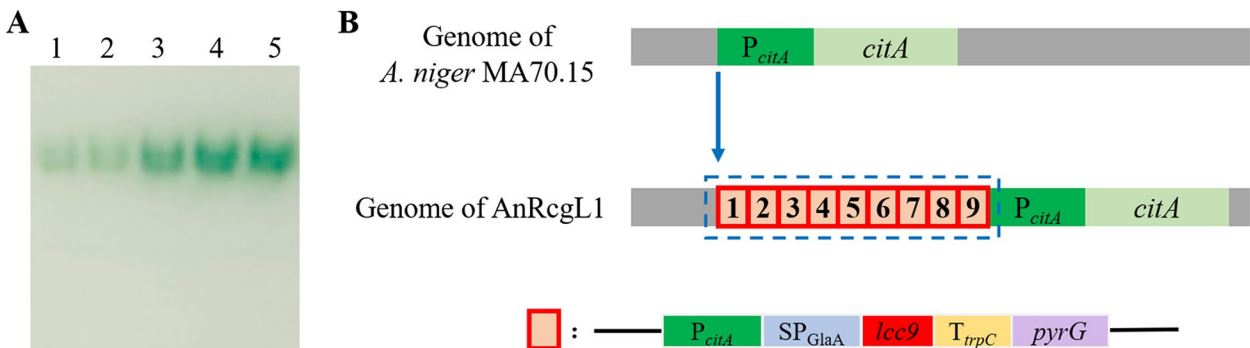 A
1 2 3 4 5
B
Genome of
A. niger MA70.15
PcitA citA
Genome of AnRcgL1
1 2 3 4 5 6 7 8 9 PcitA citA
: PcitA SPGlaA lcc9 TtrpC pyrG